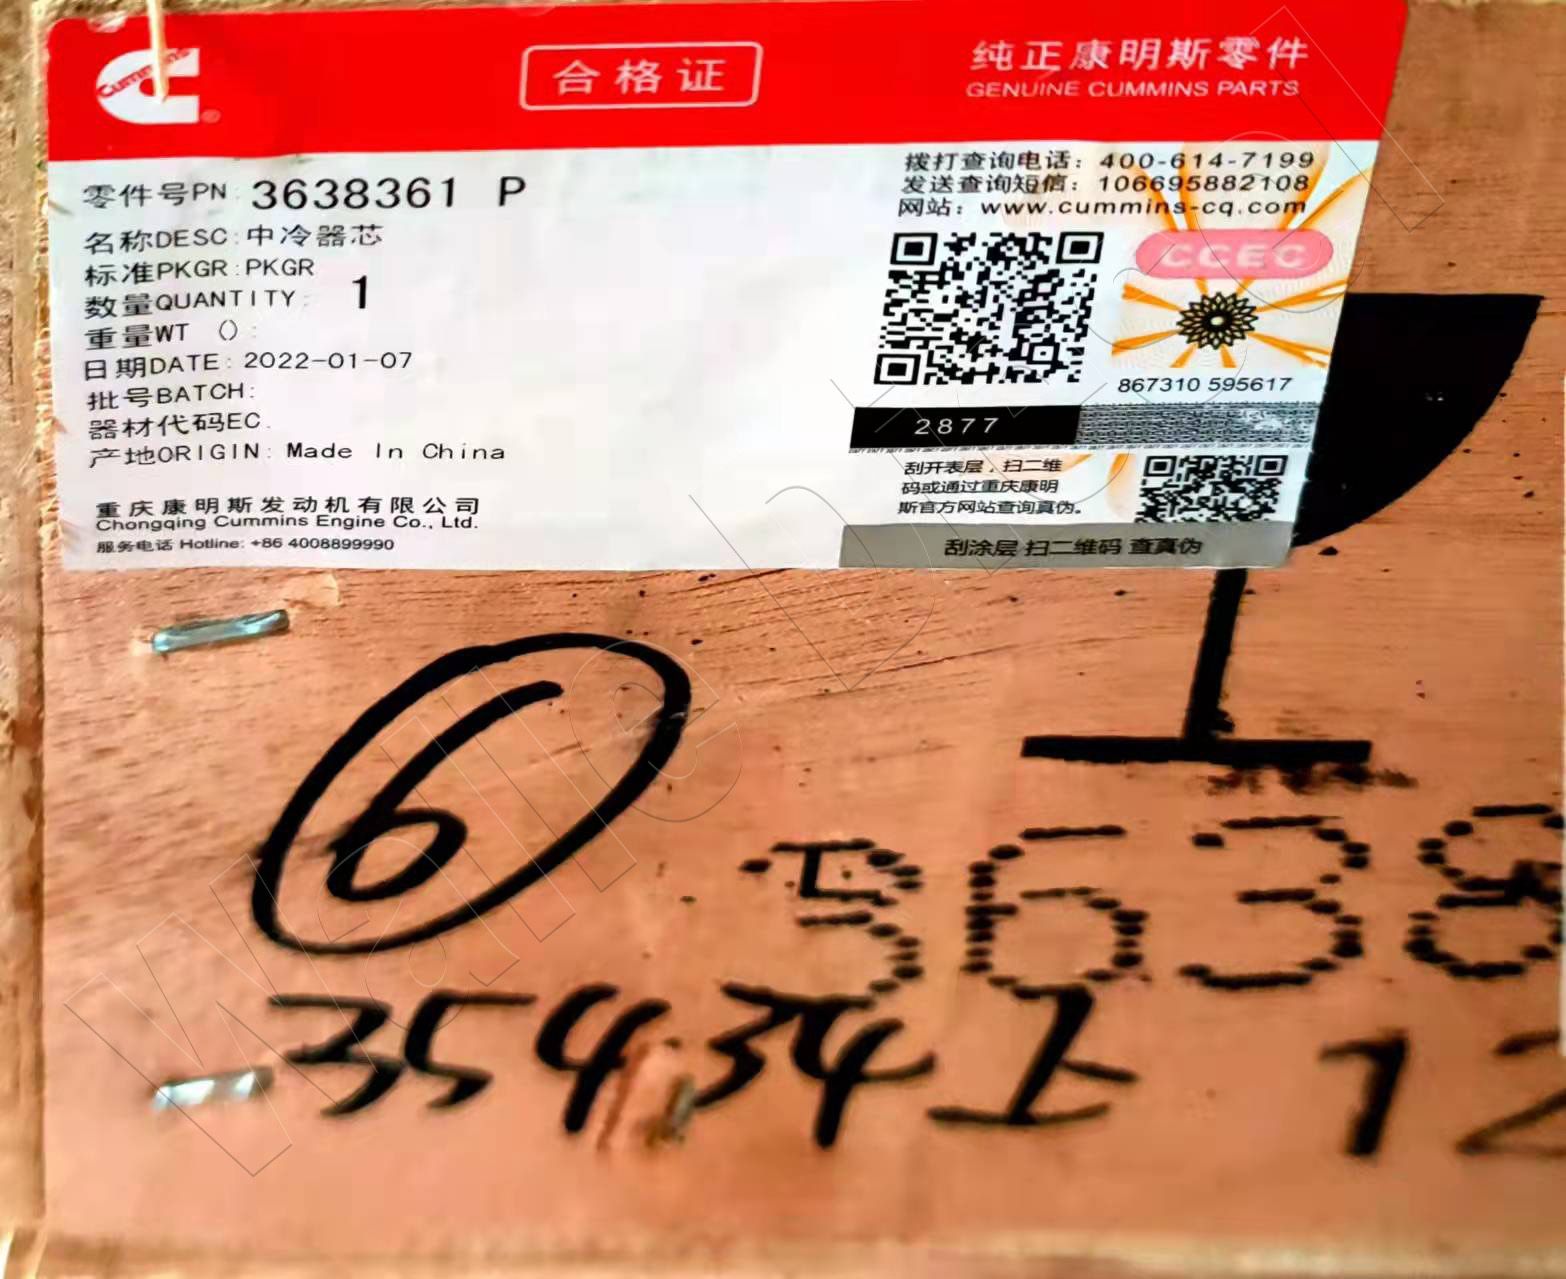 Cummins
®
合格证
纯正康明斯零件
GENUINE CUMMINS PARTS
零件号PN: 3638361 P
名称DESC:中冷器芯
标准PKGR:PKGR
数量QUANTITY: 1
重量WT ():
日期DATE:2022-01-07
批号BATCH:
器材代码EC.
产地ORIGIN: Made In China
重庆康明斯发动机有限公司
Chongqing Cummins Engine Co., Ltd.
服务电话 Hotline: +86 4008899990
拨打查询电话：400-614-7199
发送查询短信：106695882108
网站：www.cummins-cq.com
CCEC
867310 595617
2877
刮开表层，扫二维
码或通过重庆康明
斯官方网站查询真伪。
刮涂层 扫二维码 查真伪
6
3638
35434
12